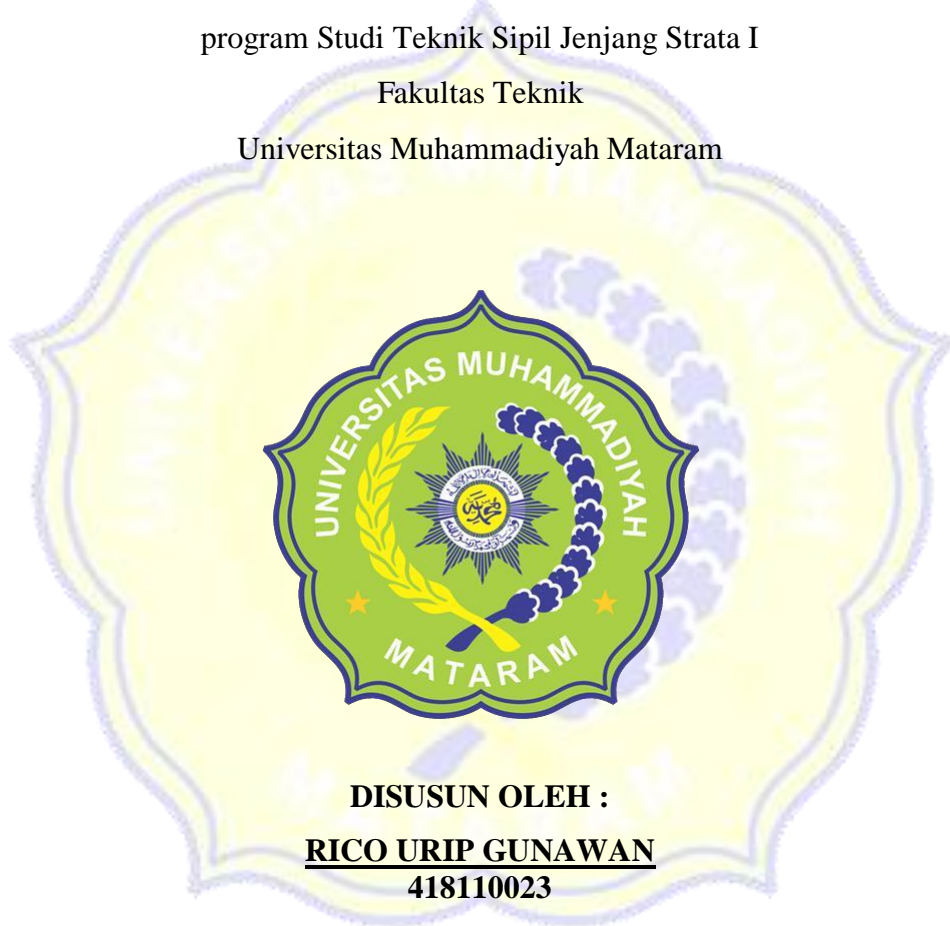 program Studi Teknik Sipil Jenjang Strata I
Fakultas Teknik
Universitas Muhammadiyah Mataram
UNIVERSITAS MUHAMMADIYAH
MATARAM
DISUSUN OLEH :
RICO URIP GUNAWAN
418110023